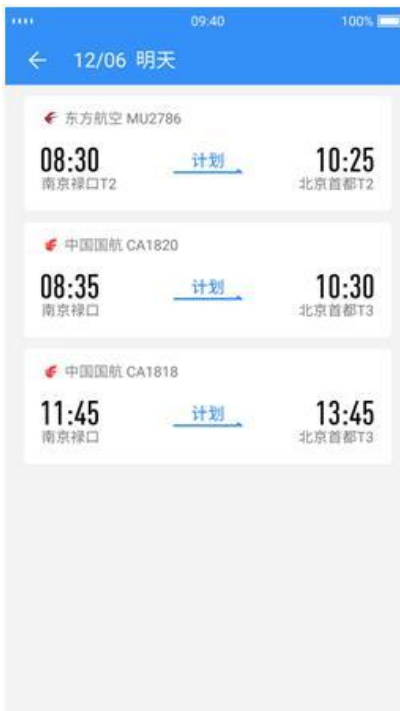 09:40 100%
12/06 明天
东方航空 MU2786
08:30 计划 10:25
南京禄口T2 北京首都T2
中国国航 CA1820
08:35 计划 10:30
南京禄口 北京首都T3
中国国航 CA1818
11:45 计划 13:45
南京禄口 北京首都T3